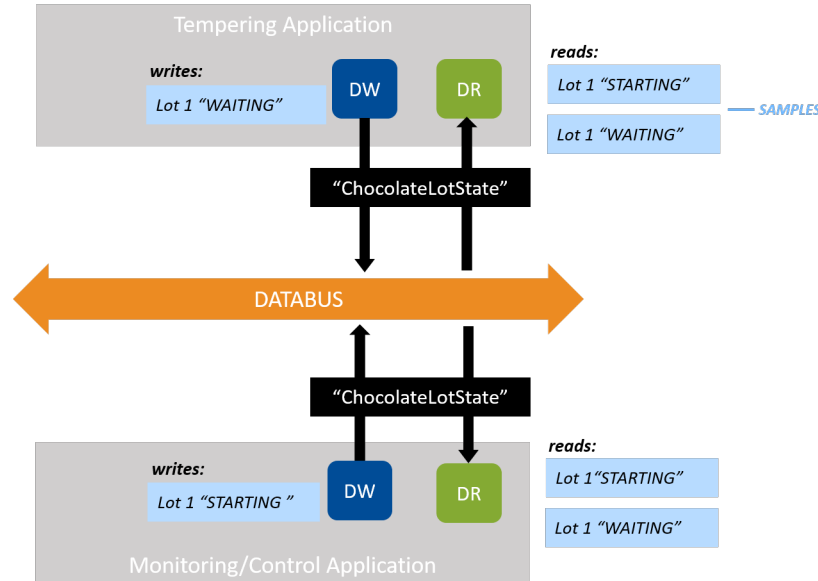 Tempering Application
writes:
Lot 1 “WAITING”
DW
DR
reads:
Lot 1 “STARTING”
Lot 1 “WAITING”
SAMPLES
“ChocolateLotState”
DATABUS
“ChocolateLotState”
writes:
Lot 1 “STARTING ”
DW
DR
reads:
Lot 1“STARTING”
Lot 1 “WAITING”
Monitoring/Control Application